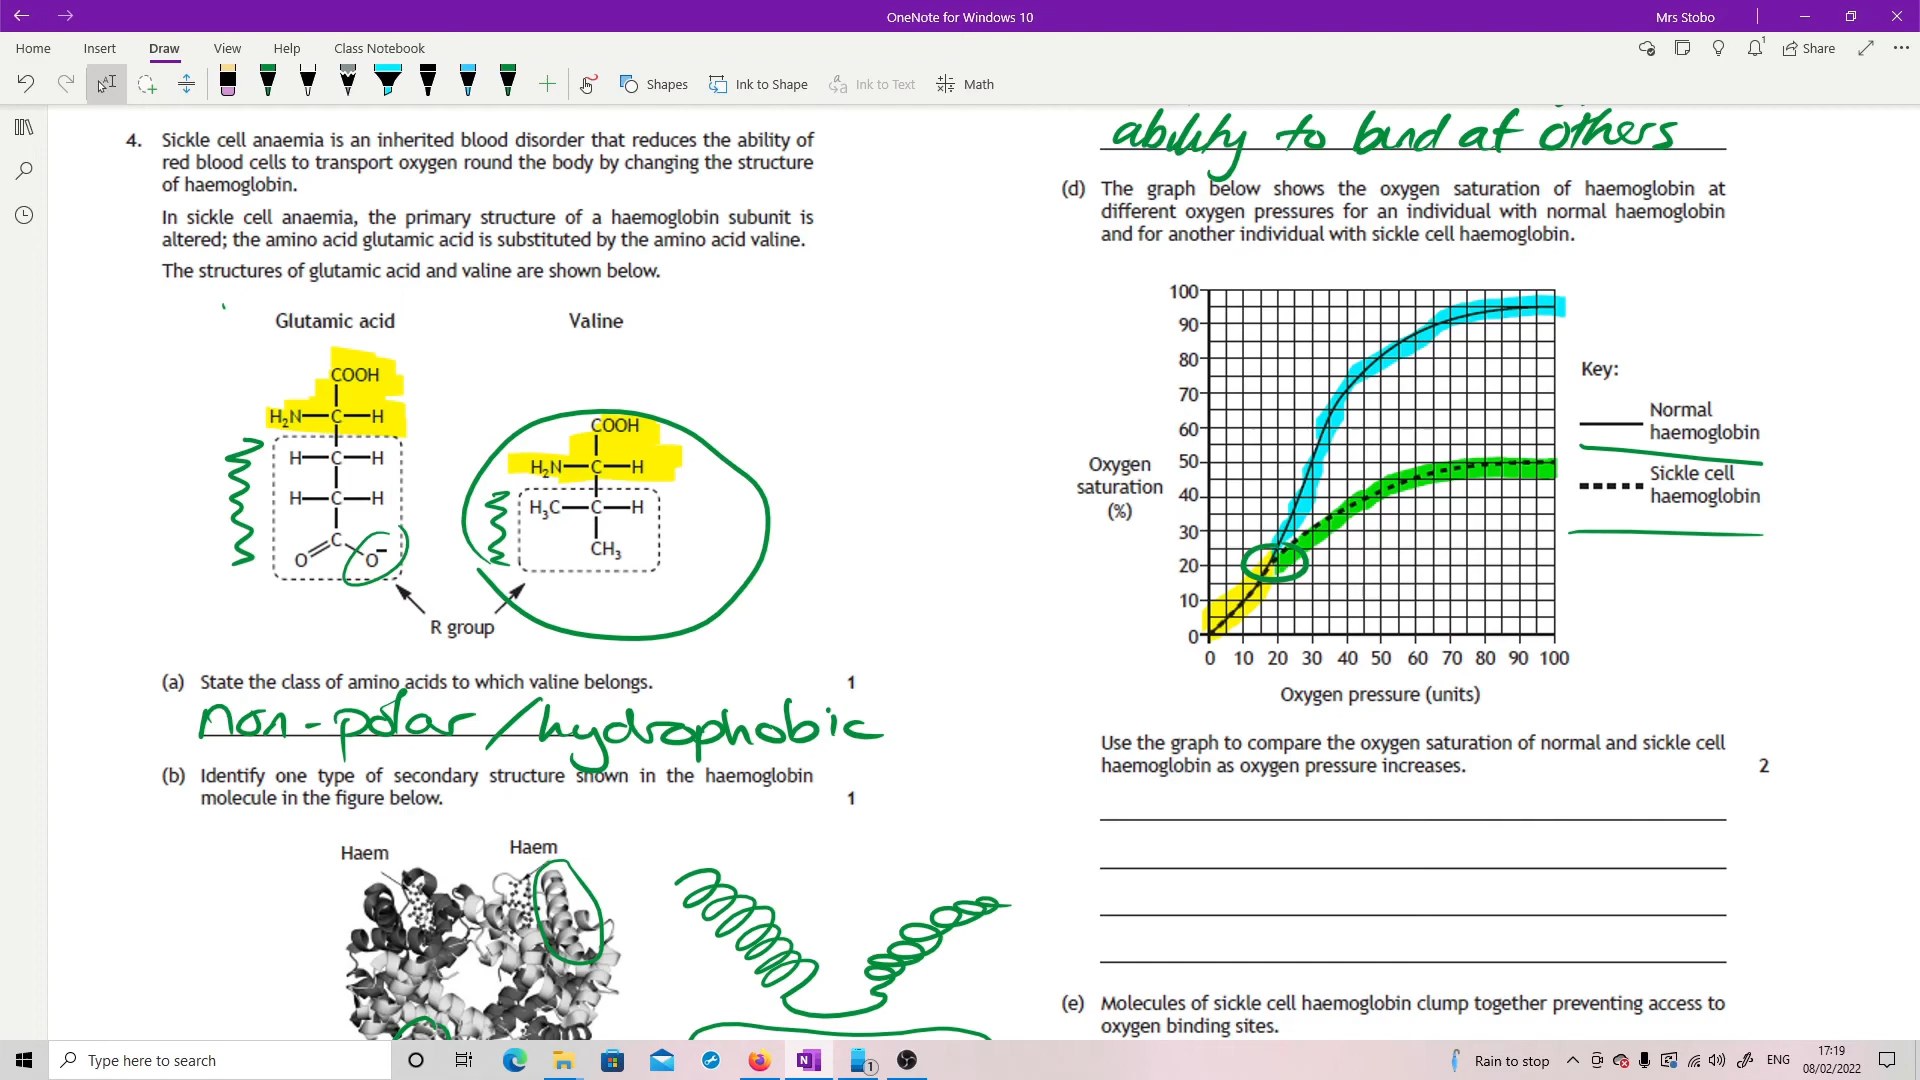 OneNote for Windows 10
Mrs Stobo
Home Insert Draw View Help Class Notebook
Share
Shapes Ink to Shape Ink to Text Math
4. Sickle cell anaemia is an inherited blood disorder that reduces the ability of
red blood cells to transport oxygen round the body by changing the structure
of haemoglobin.
In sickle cell anaemia, the primary structure of a haemoglobin subunit is
altered; the amino acid glutamic acid is substituted by the amino acid valine.
The structures of glutamic acid and valine are shown below.
Glutamic acid
COOH
H₂N—C—H
H—C—H
H—C—H
C
O O⁻
Valine
COOH
H₂N—C—H
H₃C—C—H
CH₃
R group
(a) State the class of amino acids to which valine belongs. 1
non-polar / hydrophobic
(b) Identify one type of secondary structure shown in the haemoglobin
molecule in the figure below. 1
Haem
Haem
ability to bind at others
(d) The graph below shows the oxygen saturation of haemoglobin at
different oxygen pressures for an individual with normal haemoglobin
and for another individual with sickle cell haemoglobin.
100
90
80
70
60
50
40
30
20
10
0
Oxygen
saturation
(%)
0 10 20 30 40 50 60 70 80 90 100
Oxygen pressure (units)
Key:
Normal
haemoglobin
Sickle cell
haemoglobin
Use the graph to compare the oxygen saturation of normal and sickle cell
haemoglobin as oxygen pressure increases. 2
(e) Molecules of sickle cell haemoglobin clump together preventing access to
oxygen binding sites.
Type here to search
Rain to stop
ENG
17:19
08/02/2022